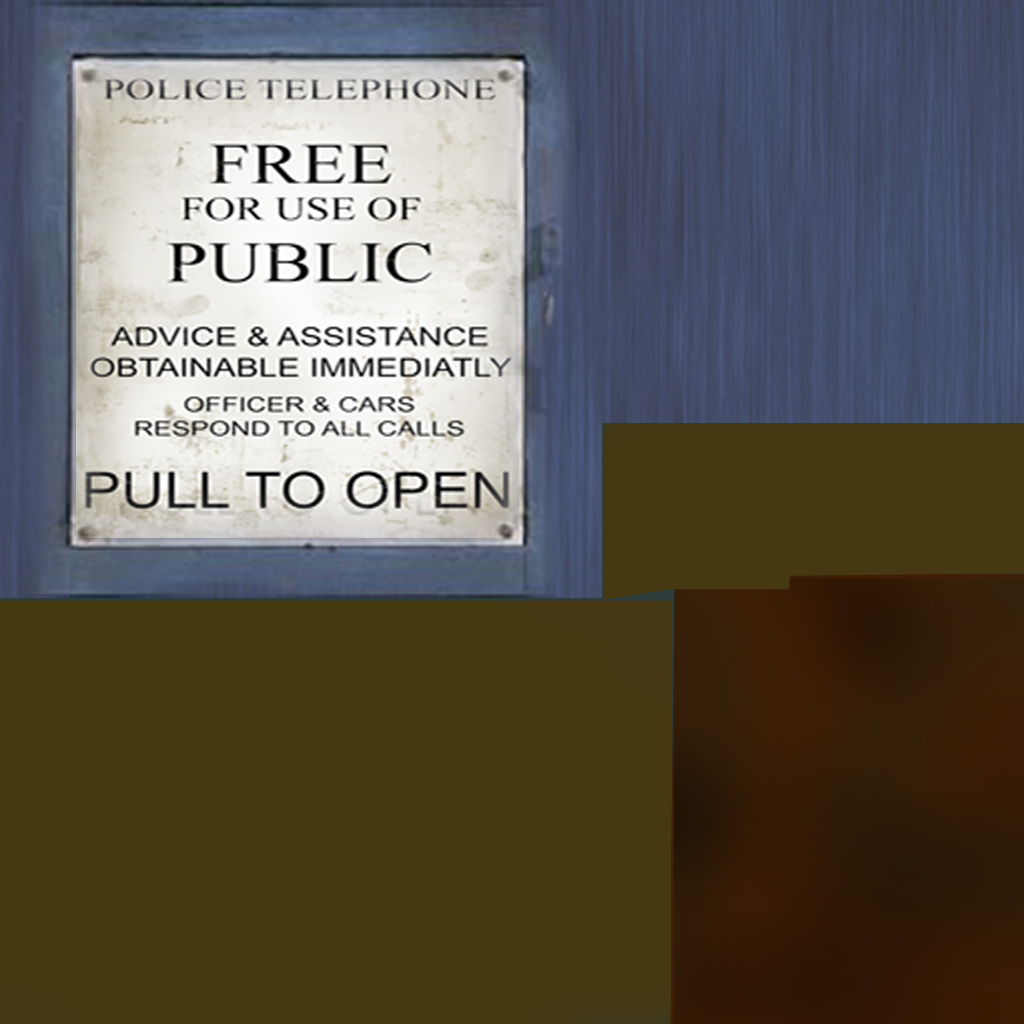 POLICE TELEPHONE
FREE
FOR USE OF
PUBLIC
ADVICE & ASSISTANCE
OBTAINABLE IMMEDIATLY
OFFICER & CARS
RESPOND TO ALL CALLS
PULL TO OPEN